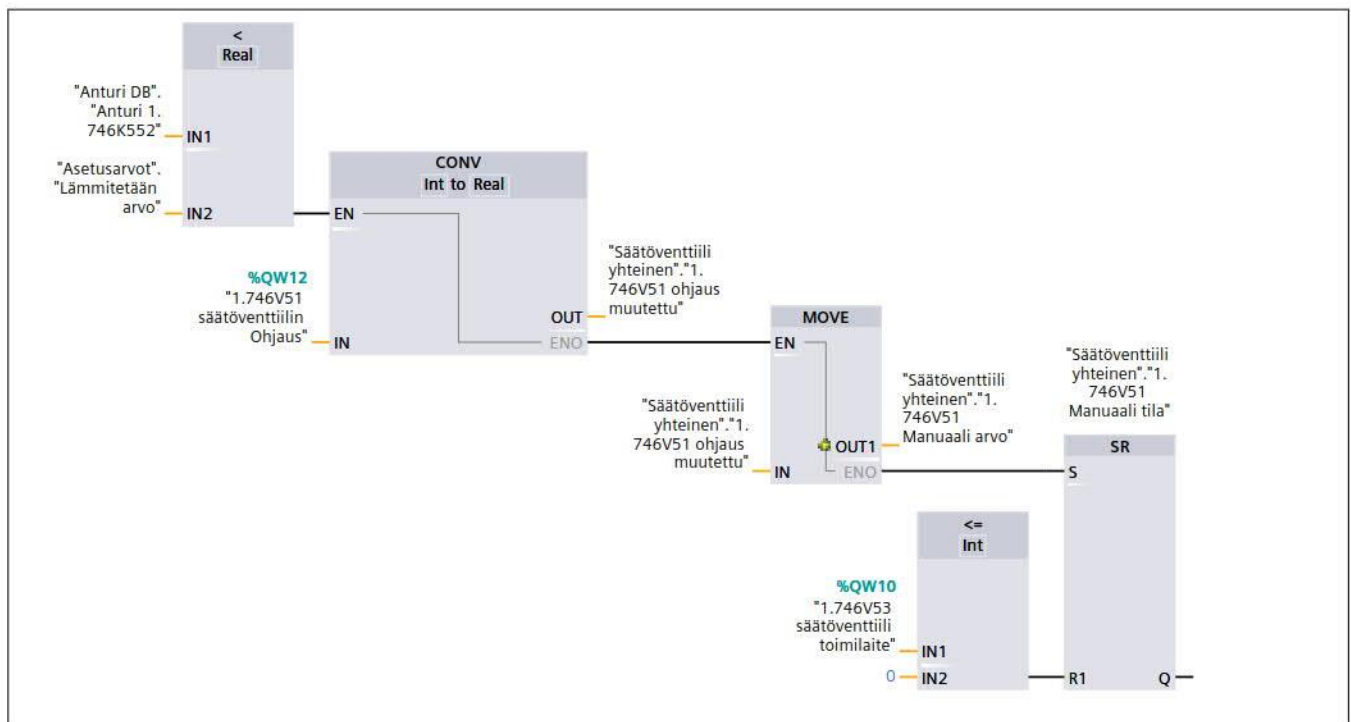 <
Real
"Anturi DB".
"Anturi 1.
746K552"
IN1
"Asetusarvot".
"Lämmitetään
arvo"
IN2
CONV
Int to Real
EN
%QW12
"1.746V51
säätöventtiilin
Ohjaus"
IN
"Säätöventtiili
yhteinen"."1.
746V51 ohjaus
muutettu"
OUT
ENO
MOVE
EN
"Säätöventtiili
yhteinen"."1.
746V51 ohjaus
muutettu"
IN
"Säätöventtiili
yhteinen"."1.
746V51
Manuaali arvo"
OUT1
ENO
"Säätöventtiili
yhteinen"."1.
746V51
Manuaali tila"
SR
S
<=
Int
%QW10
"1.746V53
säätöventtiili
toimilaite"
IN1
0
IN2
R1
Q